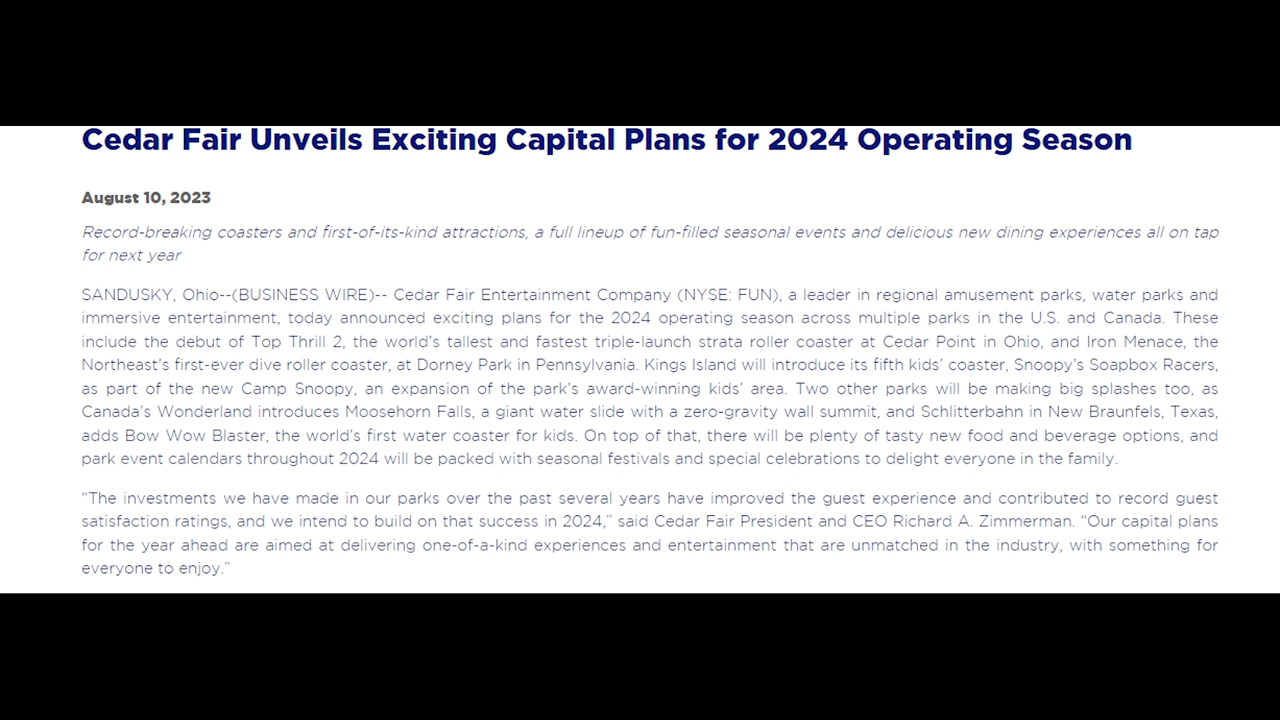 Cedar Fair Unveils Exciting Capital Plans for 2024 Operating Season
August 10, 2023
Record-breaking coasters and first-of-its-kind attractions, a full lineup of fun-filled seasonal events and delicious new dining experiences all on tap
for next year
SANDUSKY, Ohio--(BUSINESS WIRE)-- Cedar Fair Entertainment Company (NYSE: FUN), a leader in regional amusement parks, water parks and
immersive entertainment, today announced exciting plans for the 2024 operating season across multiple parks in the U.S. and Canada. These
include the debut of Top Thrill 2, the world’s tallest and fastest triple-launch strata roller coaster at Cedar Point in Ohio, and Iron Menace, the
Northeast’s first-ever dive roller coaster, at Dorney Park in Pennsylvania. Kings Island will introduce its fifth kids’ coaster, Snoopy’s Soapbox Racers,
as part of the new Camp Snoopy, an expansion of the park’s award-winning kids’ area. Two other parks will be making big splashes too, as
Canada’s Wonderland introduces Moosehorn Falls, a giant water slide with a zero-gravity wall summit, and Schlitterbahn in New Braunfels, Texas,
adds Bow Wow Blaster, the world’s first water coaster for kids. On top of that, there will be plenty of tasty new food and beverage options, and
park event calendars throughout 2024 will be packed with seasonal festivals and special celebrations to delight everyone in the family.
“The investments we have made in our parks over the past several years have improved the guest experience and contributed to record guest
satisfaction ratings, and we intend to build on that success in 2024,” said Cedar Fair President and CEO Richard A. Zimmerman. “Our capital plans
for the year ahead are aimed at delivering one-of-a-kind experiences and entertainment that are unmatched in the industry, with something for
everyone to enjoy.”